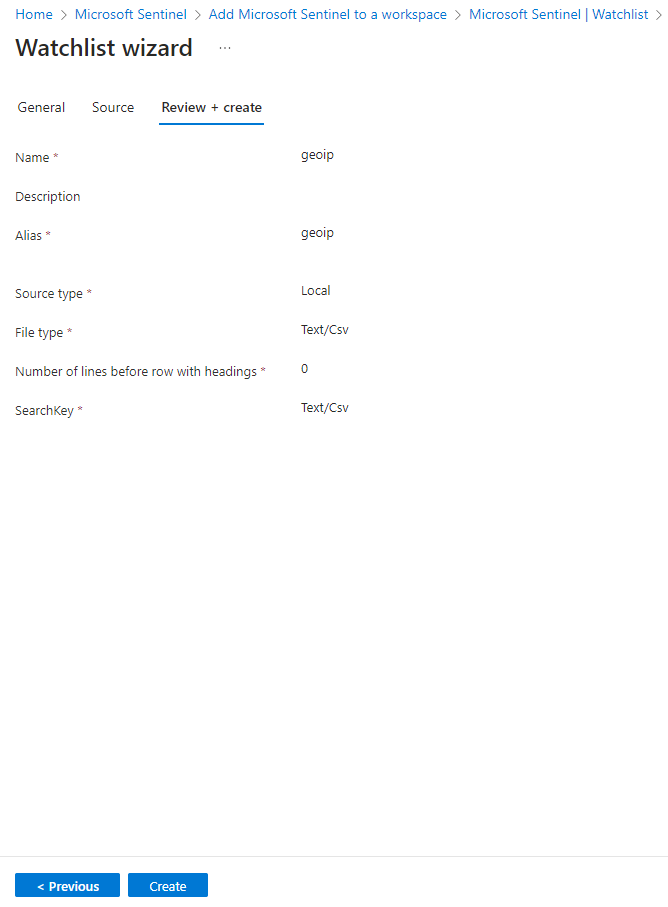 Home > Microsoft Sentinel > Add Microsoft Sentinel to a workspace > Microsoft Sentinel | Watchlist >
Watchlist wizard ...
General Source Review + create
Name * geoip
Description
Alias * geoip
Source type * Local
File type * Text/Csv
Number of lines before row with headings * 0
SearchKey * Text/Csv
< Previous Create